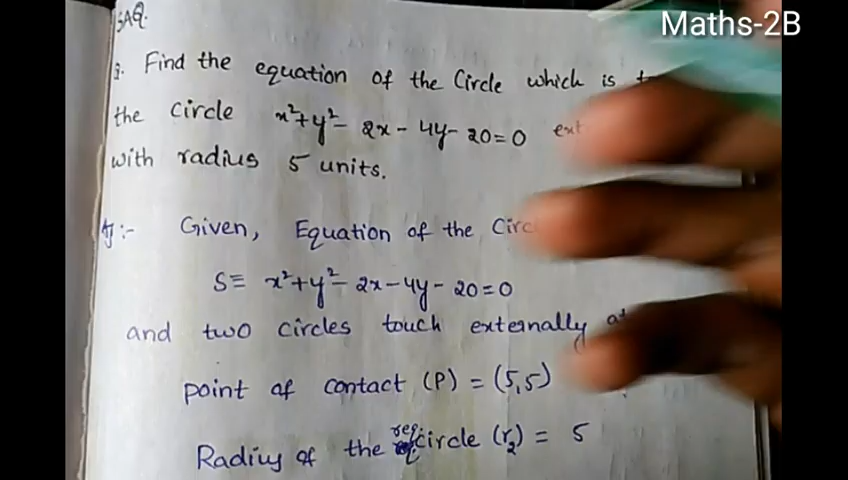 Maths-2B
SAQ.
Find the equation of the Circle which is
the circle x²+y²-2x-4y-20=0 ext
with radius 5 units.
Given, Equation of the Circ
S≡ x²+y²-2x-4y-20=0
and two circles touch externally at
point of contact (P) = (5,5)
Radius of the req circle (r₂) = 5